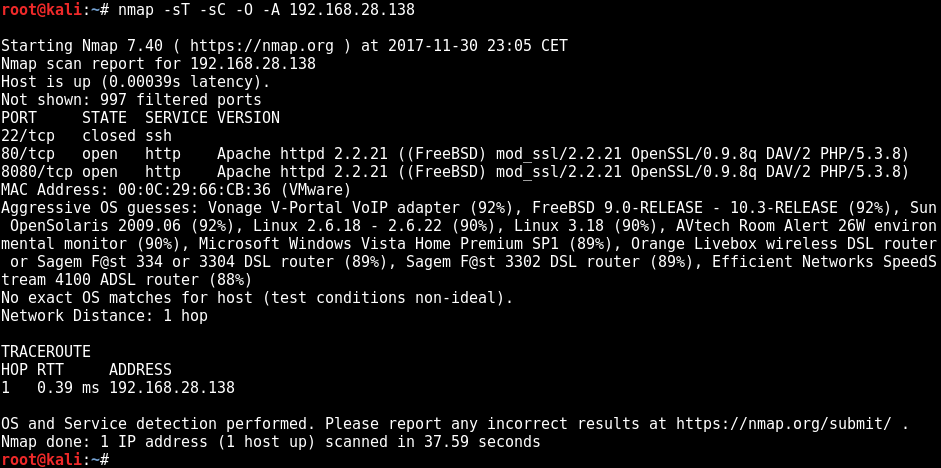 root@kali:~# nmap -sT -sC -O -A 192.168.28.138
Starting Nmap 7.40 ( https://nmap.org ) at 2017-11-30 23:05 CET
Nmap scan report for 192.168.28.138
Host is up (0.00039s latency).
Not shown: 997 filtered ports
PORT     STATE  SERVICE VERSION
22/tcp   closed ssh
80/tcp   open   http    Apache httpd 2.2.21 ((FreeBSD) mod_ssl/2.2.21 OpenSSL/0.9.8q DAV/2 PHP/5.3.8)
8080/tcp open   http    Apache httpd 2.2.21 ((FreeBSD) mod_ssl/2.2.21 OpenSSL/0.9.8q DAV/2 PHP/5.3.8)
MAC Address: 00:0C:29:66:CB:36 (VMware)
Aggressive OS guesses: Vonage V-Portal VoIP adapter (92%), FreeBSD 9.0-RELEASE - 10.3-RELEASE (92%), Sun
 OpenSolaris 2009.06 (92%), Linux 2.6.18 - 2.6.22 (90%), Linux 3.18 (90%), AVtech Room Alert 26W environ
mental monitor (90%), Microsoft Windows Vista Home Premium SP1 (89%), Orange Livebox wireless DSL router
 or Sagem F@st 334 or 3304 DSL router (89%), Sagem F@st 3302 DSL router (89%), Efficient Networks SpeedS
tream 4100 ADSL router (88%)
No exact OS matches for host (test conditions non-ideal).
Network Distance: 1 hop
TRACEROUTE
HOP RTT     ADDRESS
1   0.39 ms 192.168.28.138
OS and Service detection performed. Please report any incorrect results at https://nmap.org/submit/ .
Nmap done: 1 IP address (1 host up) scanned in 37.59 seconds
root@kali:~#